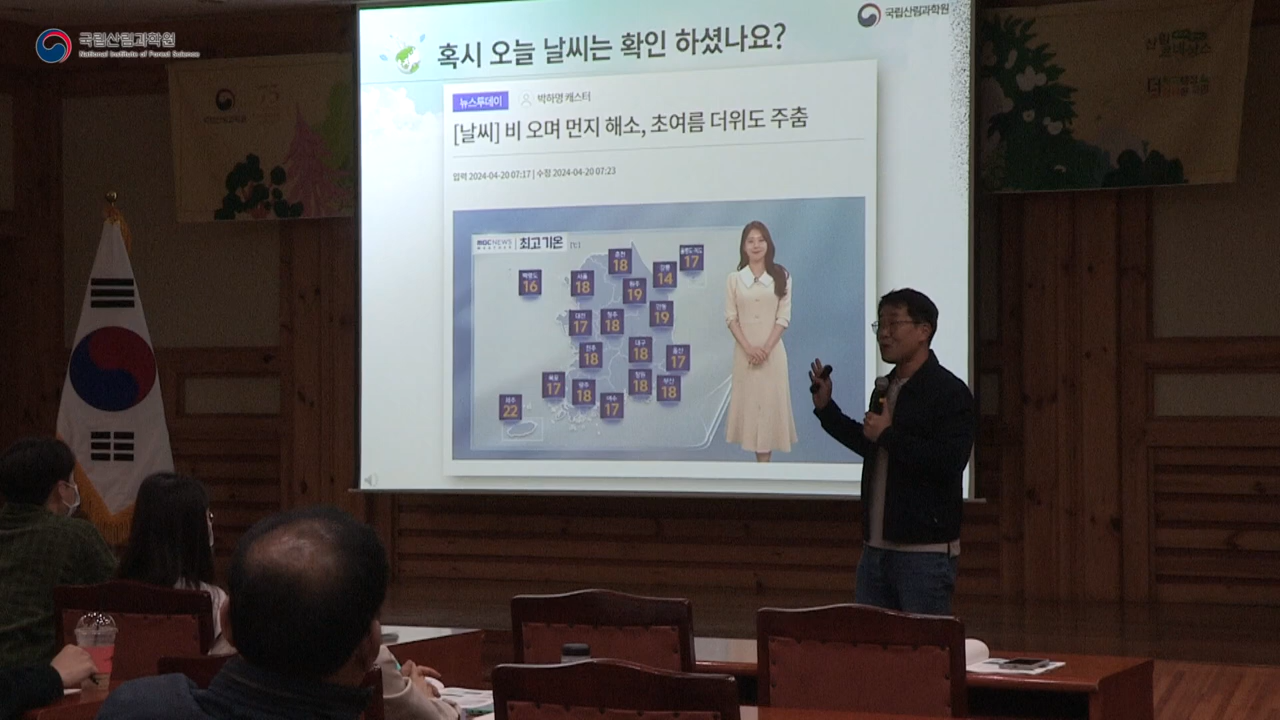 국립산림과학원
National Institute of Forest Science
국립산림과학원
혹시 오늘 날씨는 확인 하셨나요?
뉴스투데이
박하명 캐스터
[날씨] 비 오며 먼지 해소, 초여름 더위도 주춤
입력 2024-04-20 07:17 | 수정 2024-04-20 07:23
MBC NEWS WEATHER 최고기온 [℃]
춘천 18
17
백령도 16
서울 18
강릉 14
원주 19
대전 17
청주 18
안동 19
전주 18
대구 18
울산 17
목포 17
광주 18
창원 18
부산 18
제주 22
여수 17